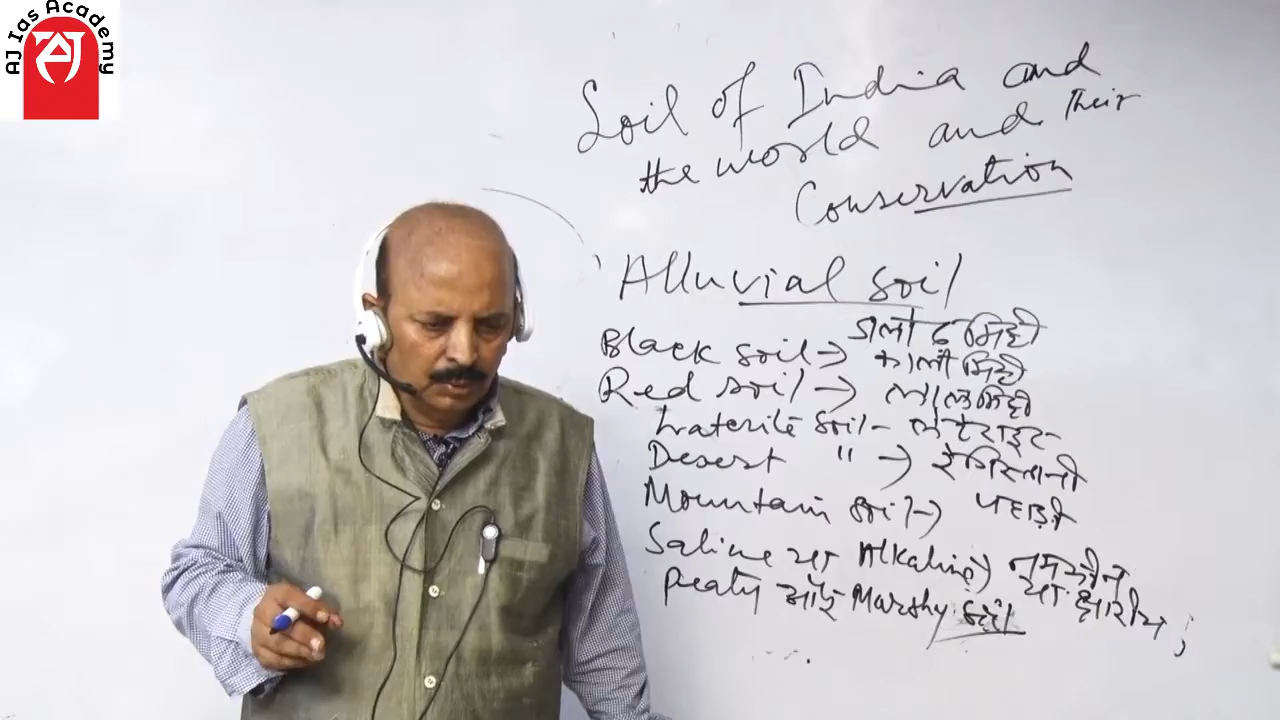 AJ Ias Academy
AJ
Soil of India and
the world and their
Conservation
Alluvial soil
जलोढ़ मिट्टी
Black soil → काली मिट्टी
Red soil → लाल मिट्टी
Laterite soil - लेटेराइट
Desert " → रेगिस्तानी
Mountain soil → पहाड़ी
Saline या Alkaline) नमकीन
या क्षारीय ;
Peaty और Marshy soil